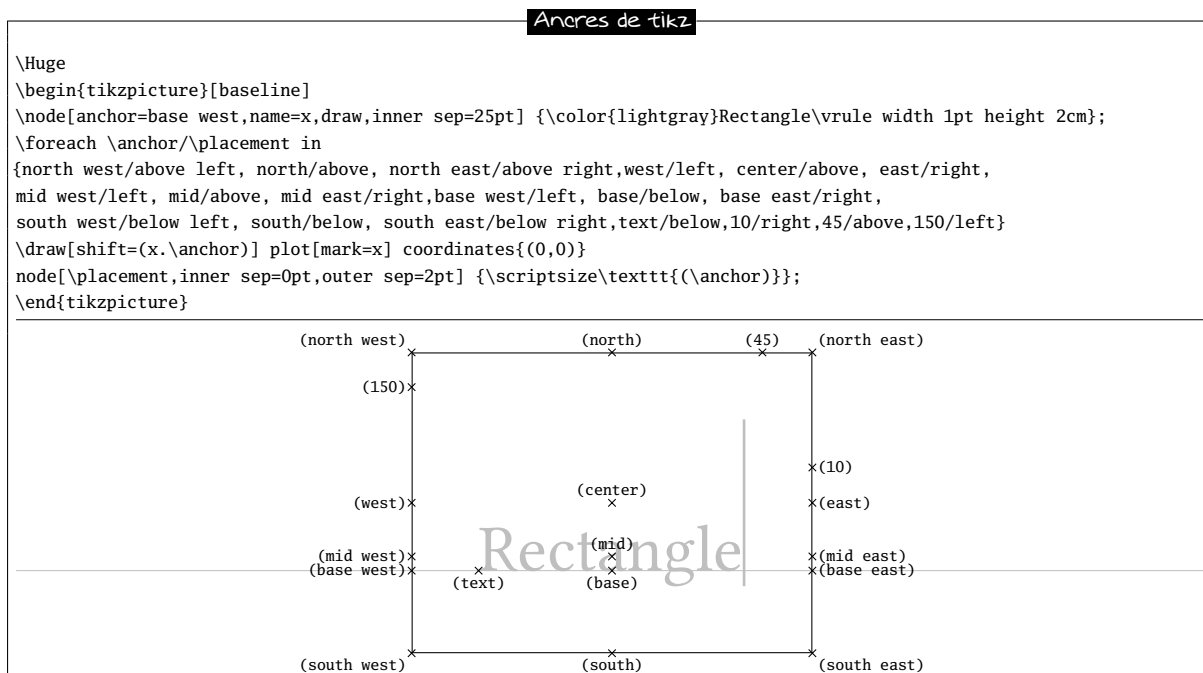 Ancres de tikz
\Huge
\begin{tikzpicture}[baseline]
\node[anchor=base west,name=x,draw,inner sep=25pt] {\color{lightgray}Rectangle\vrule width 1pt height 2cm};
\foreach \anchor/\placement in
{north west/above left, north/above, north east/above right,west/left, center/above, east/right,
mid west/left, mid/above, mid east/right,base west/left, base/below, base east/right,
south west/below left, south/below, south east/below right,text/below,10/right,45/above,150/left}
\draw[shift=(x.\anchor)] plot[mark=x] coordinates{(0,0)}
node[\placement,inner sep=0pt,outer sep=2pt] {\scriptsize\texttt{(\anchor)}};
\end{tikzpicture}
(north west) (north) (45) (north east)
(150)
(10)
(center)
(west) (east)
(mid)
Rectangle
(mid west) (mid east)
(base west) (base east)
(text) (base)
(south west) (south) (south east)